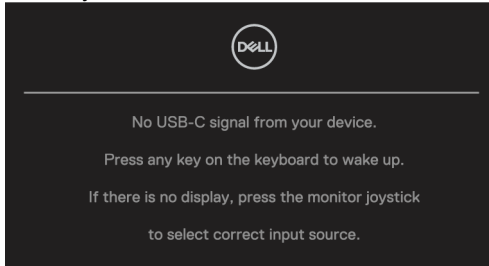 DELL
No USB-C signal from your device.
Press any key on the keyboard to wake up.
If there is no display, press the monitor joystick
to select correct input source.